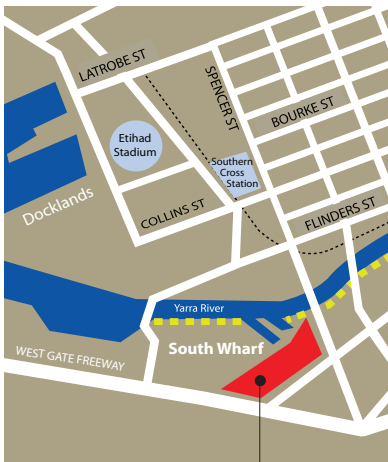 LATROBE ST
SPENCER ST
BOURKE ST
Etihad
Stadium
Southern
Cross
Station
Docklands
COLLINS ST
FLINDERS ST
Yarra River
South Wharf
WEST GATE FREEWAY